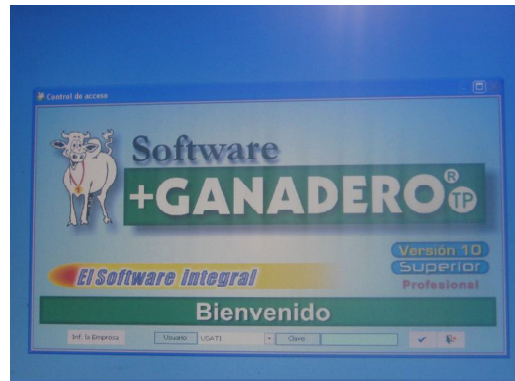 Control de acceso
Software
+GANADERO® TP
El Software Integral
Versión 10
Superior
Profesional
Bienvenido
Inf. la Empresa Usuario UGATI Clave